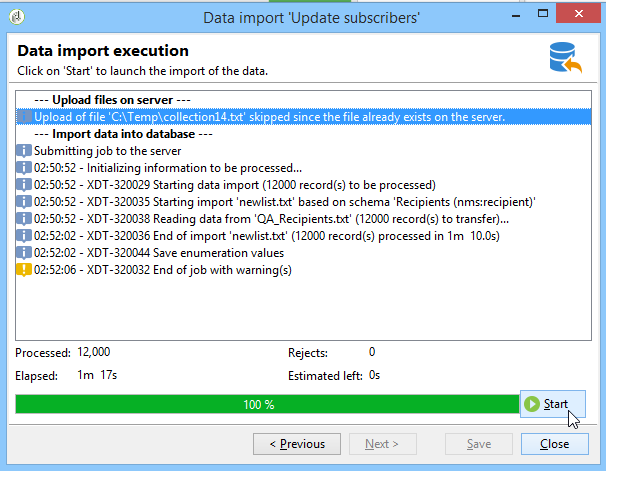 Data import 'Update subscribers'
Data import execution
Click on 'Start' to launch the import of the data.
--- Upload files on server ---
Upload of file 'C:\Temp\collection14.txt' skipped since the file already exists on the server.
--- Import data into database ---
Submitting job to the server
02:50:52 - Initializing information to be processed...
02:50:52 - XDT-320029 Starting data import (12000 record(s) to be processed)
02:50:52 - XDT-320035 Starting import 'newlist.txt' based on schema 'Recipients (nms:recipient)'
02:50:52 - XDT-320038 Reading data from 'QA_Recipients.txt' (12000 record(s) to transfer)...
02:52:02 - XDT-320036 End of import 'newlist.txt' (12000 record(s) processed in 1m  10.0s)
02:52:02 - XDT-320044 Save enumeration values
02:52:06 - XDT-320032 End of job with warning(s)
Processed: 12,000 Rejects: 0
Elapsed: 1m  17s Estimated left: 0s
100 % Start
< Previous Next > Save Close